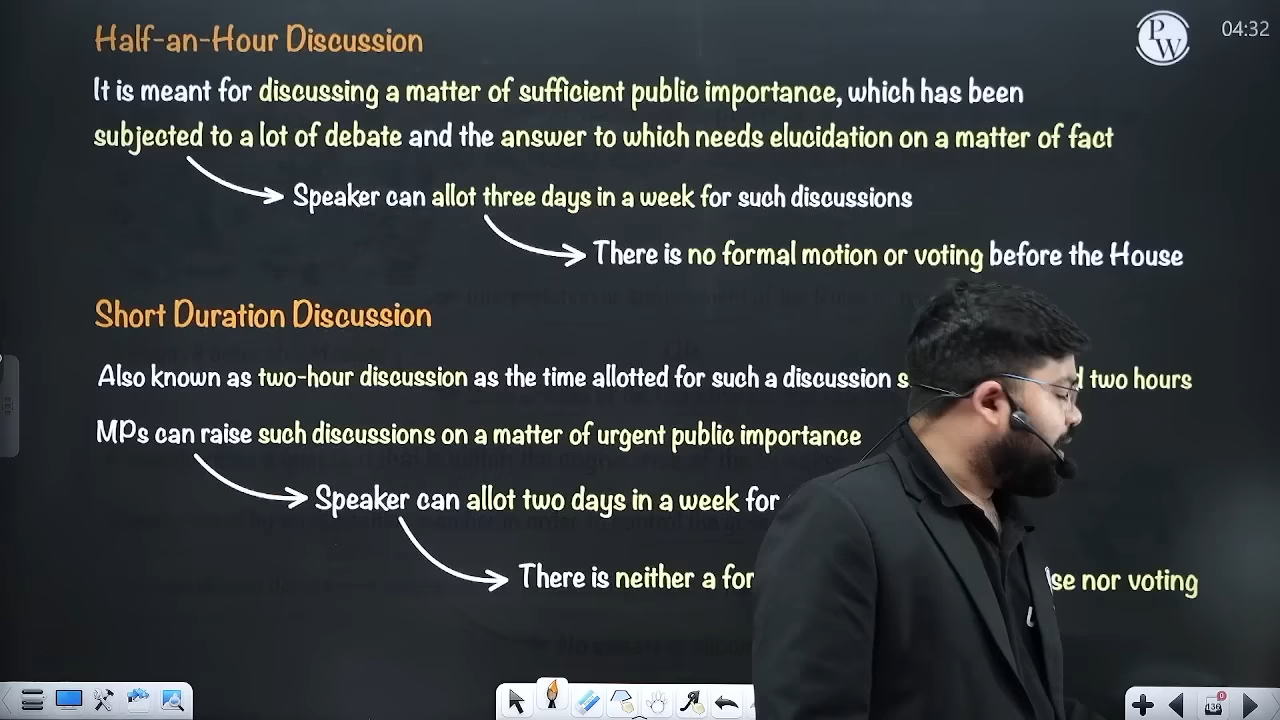 Half-an-Hour Discussion
PW
04:32
It is meant for discussing a matter of sufficient public importance, which has been
subjected to a lot of debate and the answer to which needs elucidation on a matter of fact
Speaker can allot three days in a week for such discussions
There is no formal motion or voting before the House
Short Duration Discussion
Also known as two-hour discussion as the time allotted for such a discussion two hours
MPs can raise such discussions on a matter of urgent public importance
Speaker can allot two days in a week for
There is neither a nor voting
136